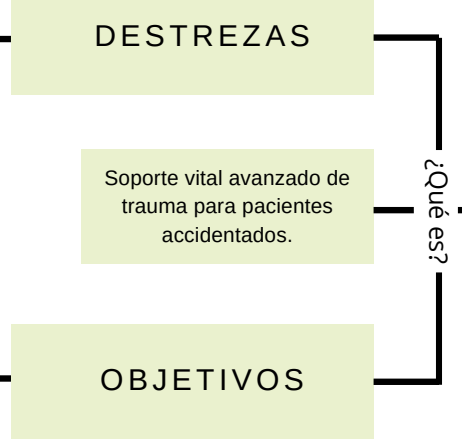 DESTREZAS
Soporte vital avanzado de
trauma para pacientes
accidentados.
¿Qué es?
OBJETIVOS